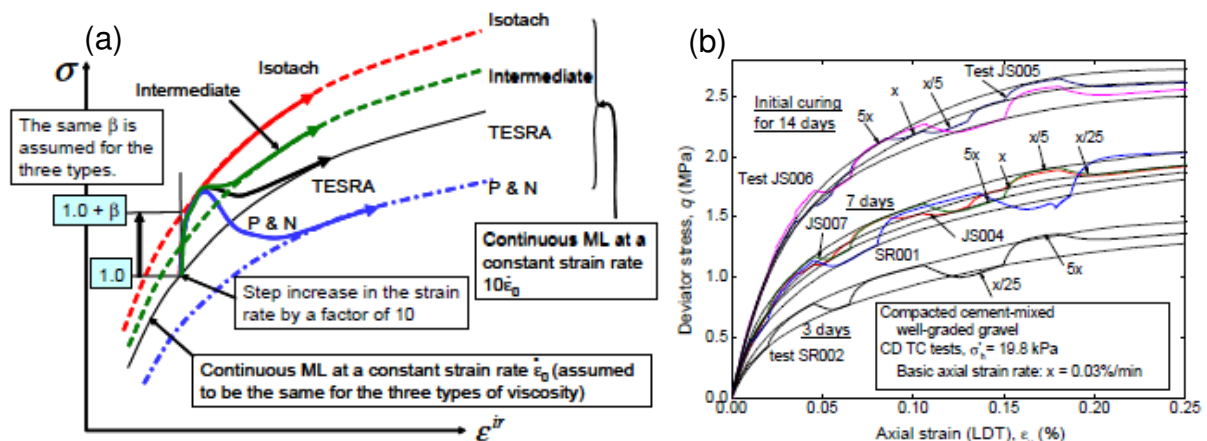 (a)
σ
Isotach
Isotach
Intermediate
Intermediate
The same β is
assumed for the
three types.
TESRA
TESRA
P & N
P & N
1.0 + β
1.0
Continuous ML at a
constant strain rate
10ε̇₀
Step increase in the strain
rate by a factor of 10
Continuous ML at a constant strain rate ε̇₀ (assumed
to be the same for the three types of viscosity)
ε^ir
(b)
Deviator stress, q (MPa)
2.5
2.0
1.5
1.0
0.5
0.0
Test JS005
x/5
x
5x
Initial curing
for 14 days
Test JS006
x/25
x/5
x
5x
7 days
JS007
JS004
SR001
5x
x/25
3 days
test SR002
Compacted cement-mixed
well-graded gravel
CD TC tests, σ'h = 19.8 kPa
Basic axial strain rate: x = 0.03%/min
0.00 0.05 0.10 0.15 0.20 0.25
Axial strain (LDT), (%)